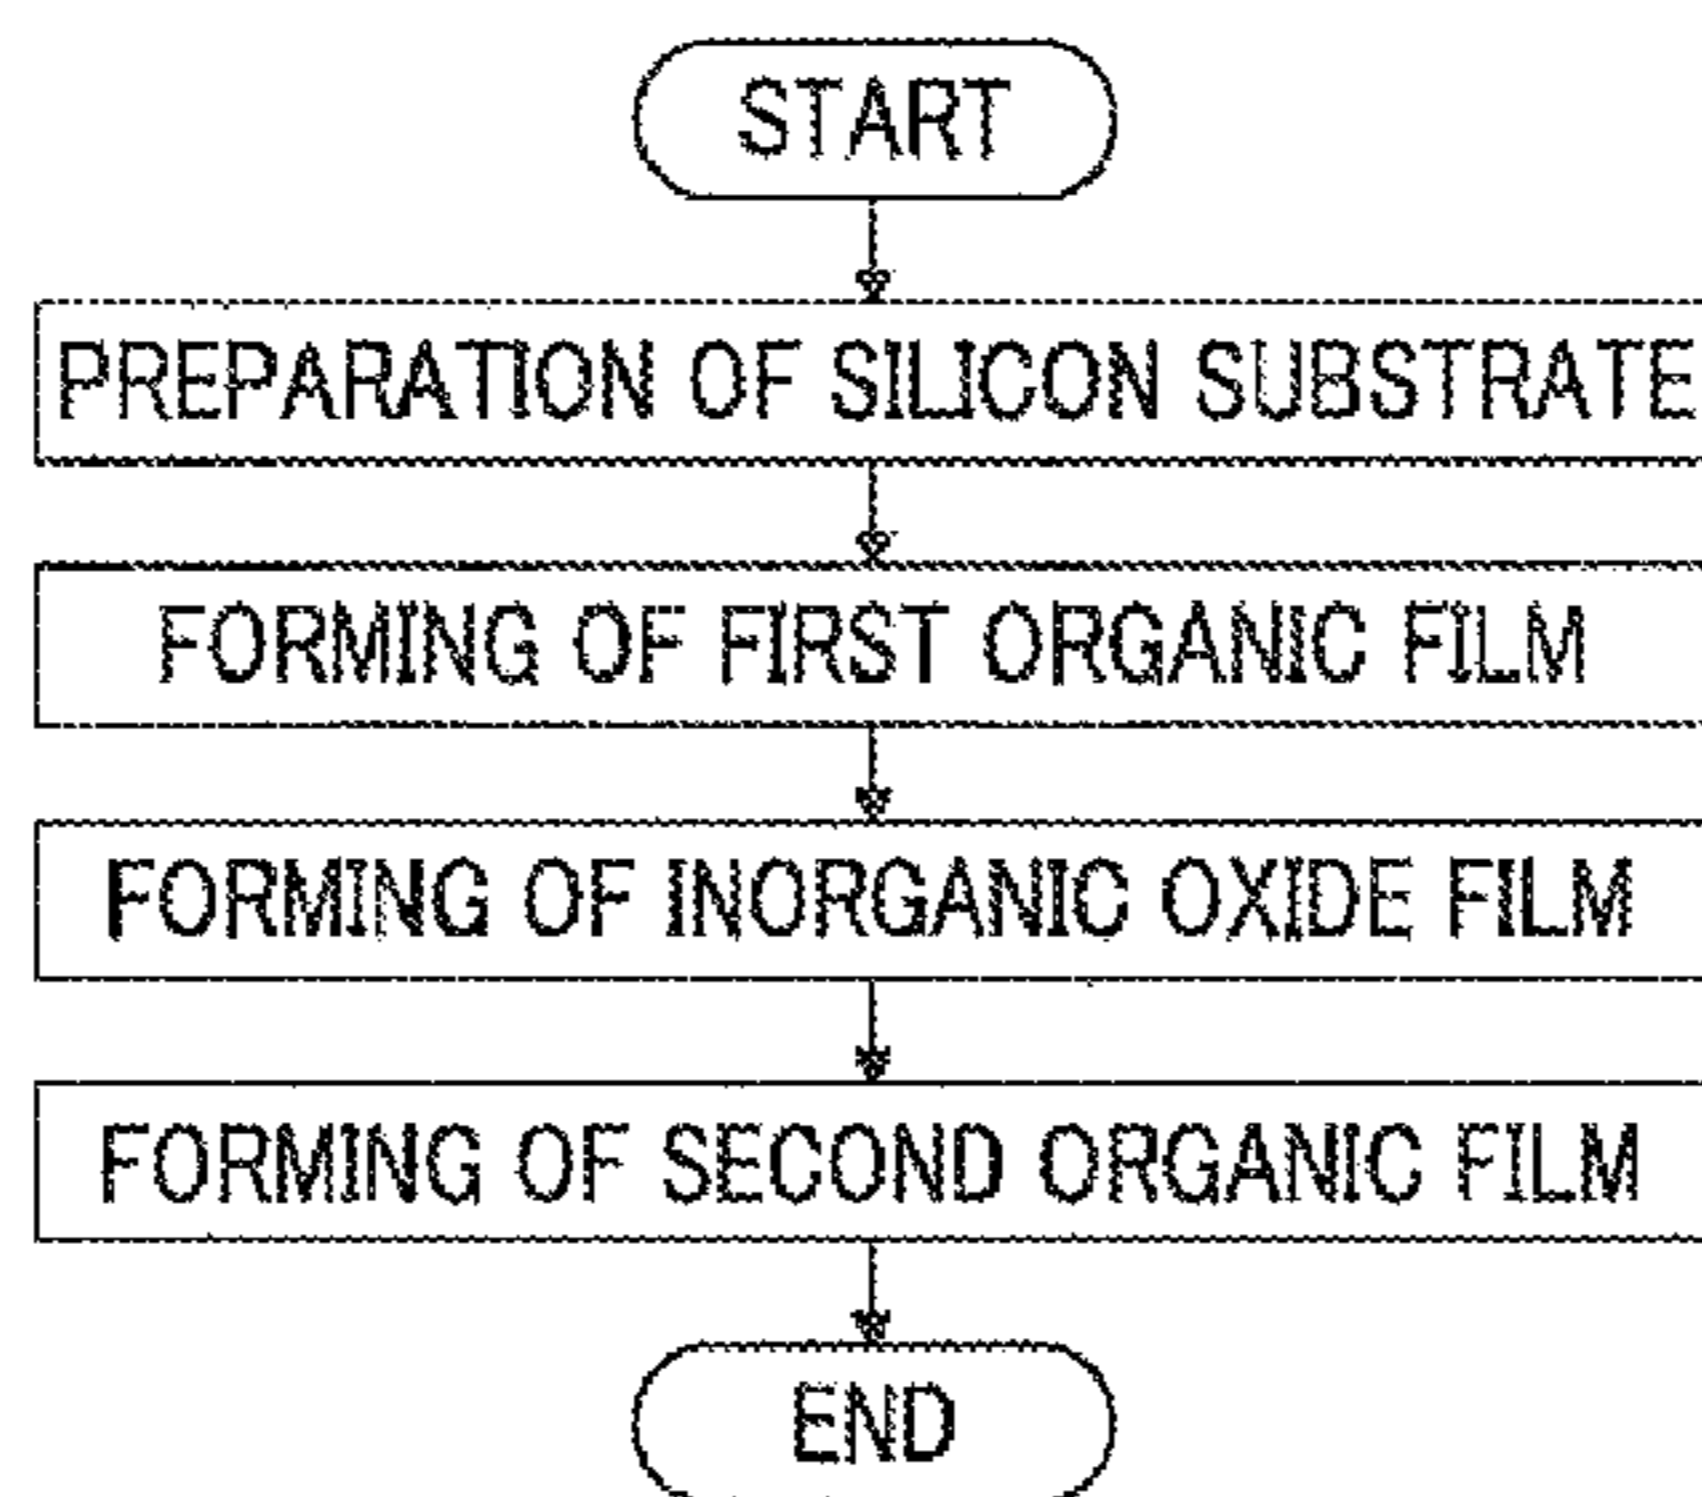 START
PREPARATION OF SILICON SUBSTRATE
FORMING OF FIRST ORGANIC FILM
FORMING OF INORGANIC OXIDE FILM
FORMING OF SECOND ORGANIC FILM
END